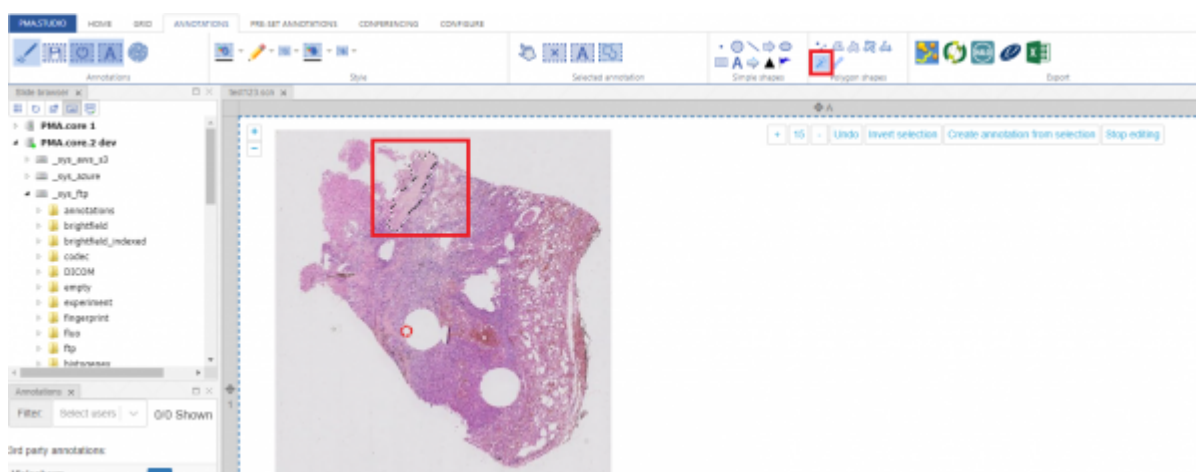 PMA.STUDIO HOME GRID ANNOTATIONS PRE-SET ANNOTATIONS CONFERENCING CONFIGURE
Annotations Style Selected annotation Simple shapes Polygon shapes Export
Slide browser x test123.scn x
A
PMA.core 1
PMA.core.2 dev
_sys_aws_s3
_sys_azure
_sys_ftp
annotations
brightfield
brightfield_indexed
codec
DICOM
empty
experiment
fingerprint
fluo
ftp
+ 15 - Undo Invert selection Create annotation from selection Stop editing
+
-
Annotations x
1
Filter: Select users 0/0 Shown
3rd party annotations: